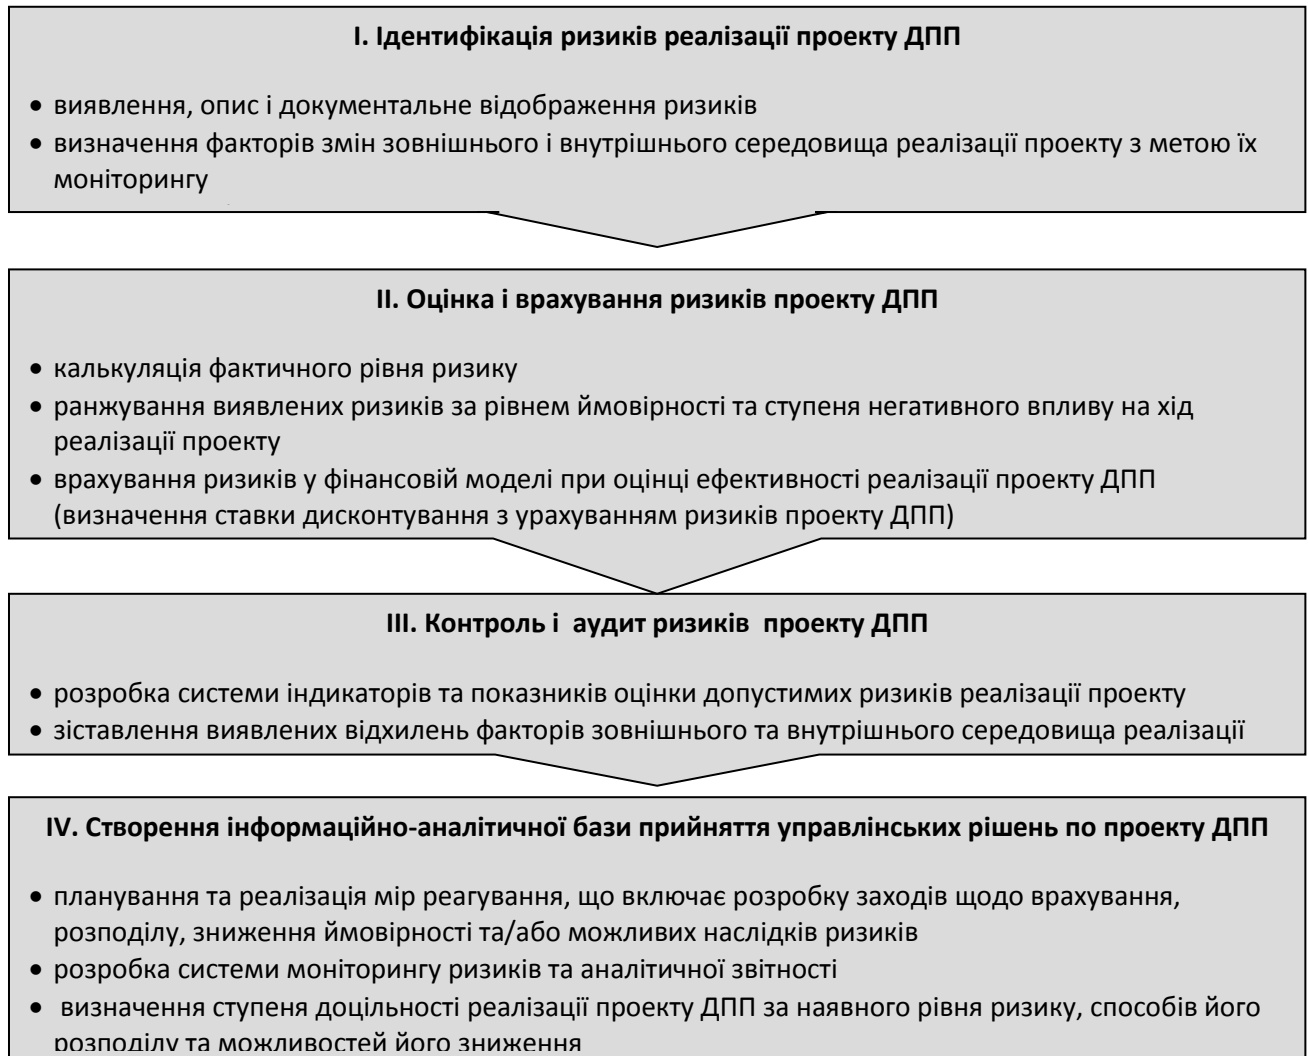 I. Ідентифікація ризиків реалізації проекту ДПП
• виявлення, опис і документальне відображення ризиків
• визначення факторів змін зовнішнього і внутрішнього середовища реалізації проекту з метою їх
моніторингу
II. Оцінка і врахування ризиків проекту ДПП
• калькуляція фактичного рівня ризику
• ранжування виявлених ризиків за рівнем ймовірності та ступеня негативного впливу на хід
реалізації проекту
• врахування ризиків у фінансовій моделі при оцінці ефективності реалізації проекту ДПП
(визначення ставки дисконтування з урахуванням ризиків проекту ДПП)
III. Контроль і  аудит ризиків  проекту ДПП
• розробка системи індикаторів та показників оцінки допустимих ризиків реалізації проекту
• зіставлення виявлених відхилень факторів зовнішнього та внутрішнього середовища реалізації
IV. Створення інформаційно-аналітичної бази прийняття управлінських рішень по проекту ДПП
• планування та реалізація мір реагування, що включає розробку заходів щодо врахування,
розподілу, зниження ймовірності та/або можливих наслідків ризиків
• розробка системи моніторингу ризиків та аналітичної звітності
• визначення ступеня доцільності реалізації проекту ДПП за наявного рівня ризику, способів його
розподілу та можливостей його зниження